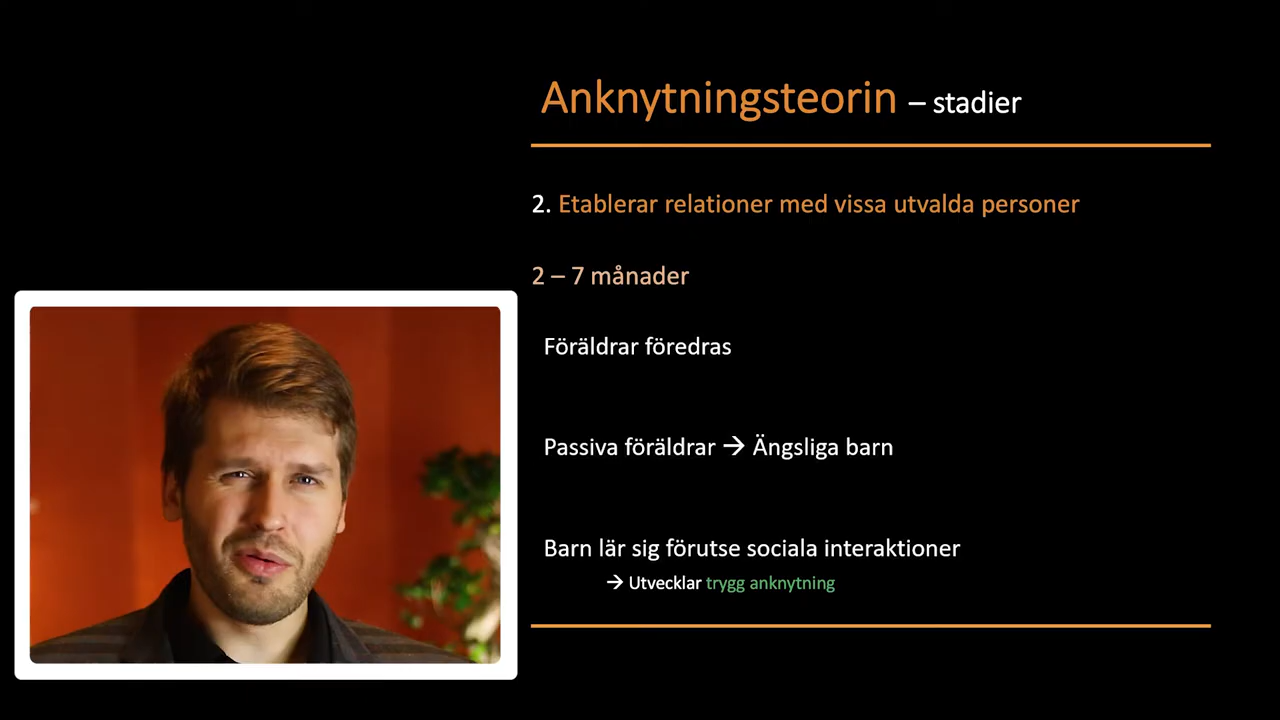 Anknytningsteorin – stadier
2. Etablerar relationer med vissa utvalda personer
2 – 7 månader
Föräldrar föredras
Passiva föräldrar → Ängsliga barn
Barn lär sig förutse sociala interaktioner
→ Utvecklar trygg anknytning